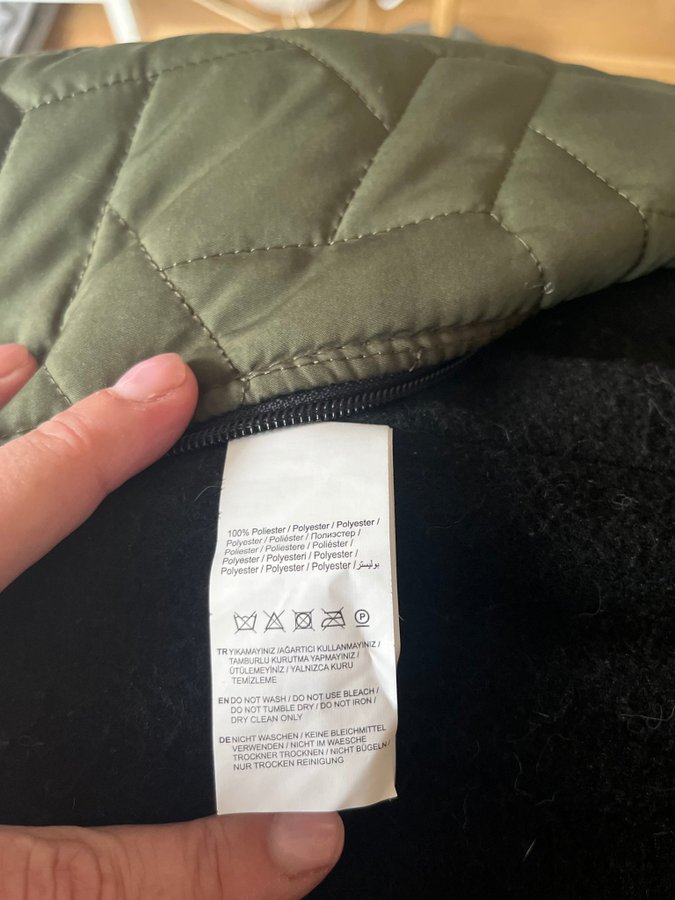 100% Poliester / Polyester / Polyester /
Polyester / Poliéster / Полиэстер /
Poliester / Poliestere / Poliéster /
Polyester / Polyesteri / Polyester /
Polyester / Polyester / Polyester / بوليستر
P
TR YIKAMAYINIZ / AĞARTICI KULLANMAYINIZ /
TAMBURLU KURUTMA YAPMAYINIZ /
ÜTÜLEMEYİNİZ / YALNIZCA KURU
TEMİZLEME
EN DO NOT WASH / DO NOT USE BLEACH /
DO NOT TUMBLE DRY / DO NOT IRON /
DRY CLEAN ONLY
DE NICHT WASCHEN / KEINE BLEICHMITTEL
VERWENDEN / NICHT IM WAESCHE
TROCKNER TROCKNEN / NICHT BÜGELN /
NUR TROCKEN REINIGUNG